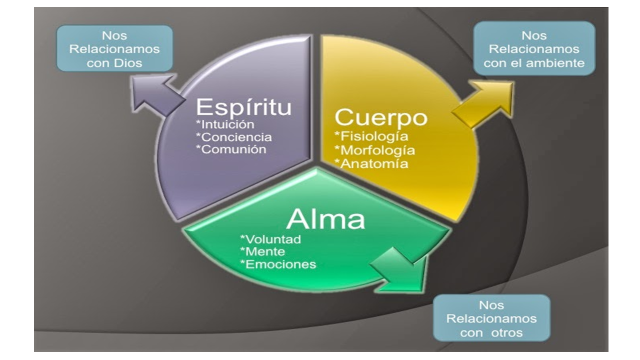 Nos
Relacionamos
con Dios
Nos
Relacionamos
con el ambiente
Espíritu
*Intuición
*Conciencia
*Comunión
Cuerpo
*Fisiología
*Morfología
*Anatomía
Alma
*Voluntad
*Mente
*Emociones
Nos
Relacionamos
con otros